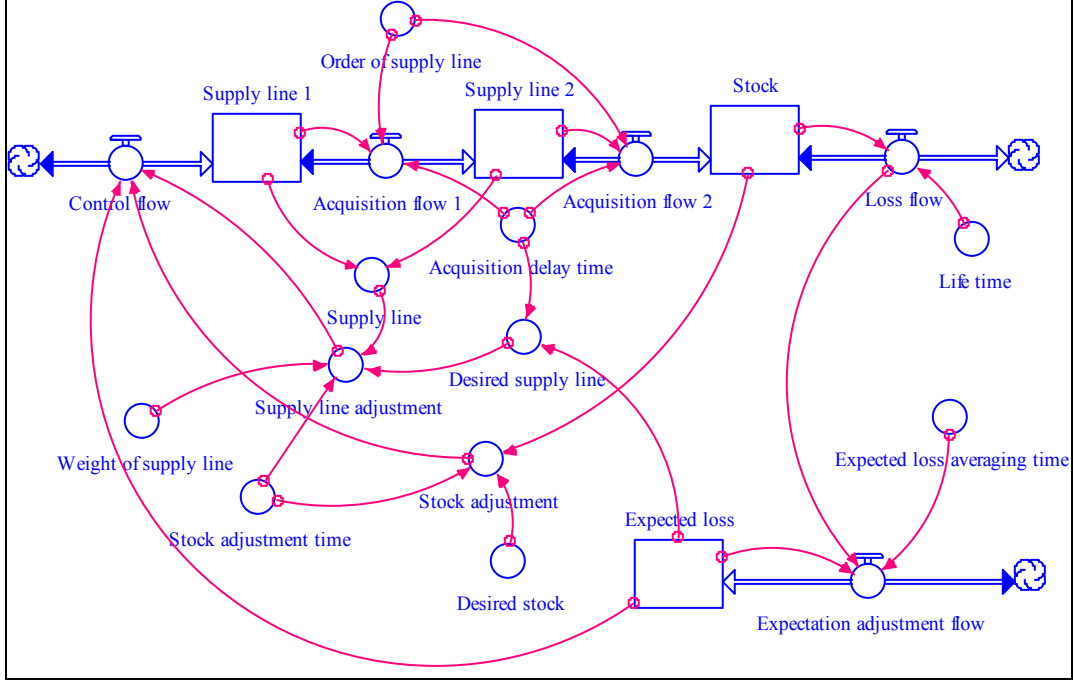 Order of supply line
Supply line 1
Supply line 2
Stock
Control flow
Acquisition flow 1
Acquisition flow 2
Loss flow
Acquisition delay time
Life time
Supply line
Desired supply line
Supply line adjustment
Weight of supply line
Expected loss averaging time
Stock adjustment
Expected loss
Stock adjustment time
Desired stock
Expectation adjustment flow